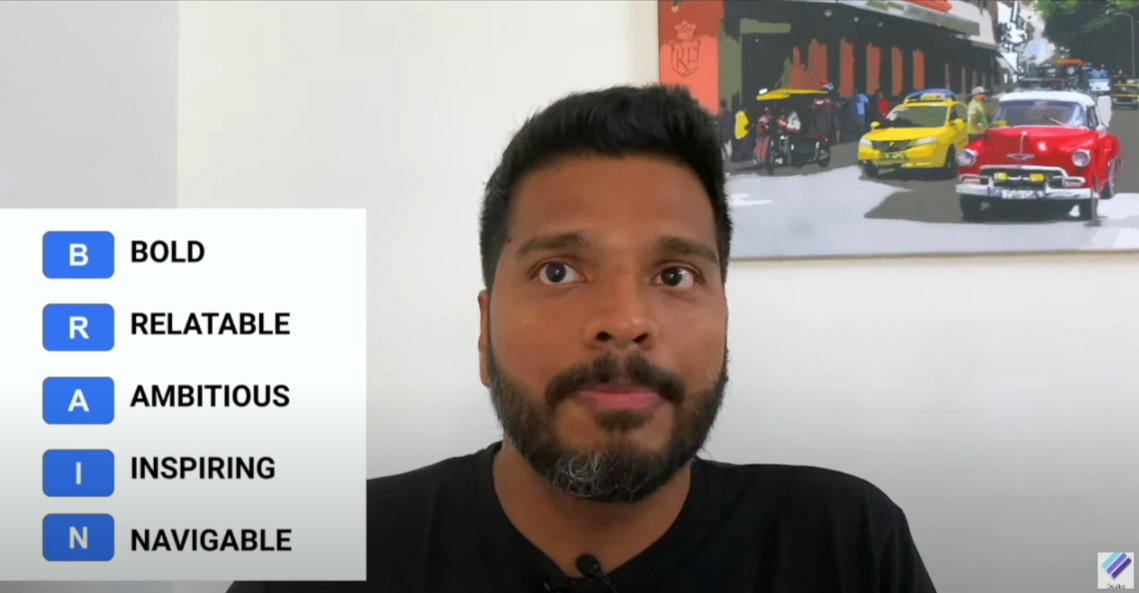 B BOLD
R RELATABLE
A AMBITIOUS
I INSPIRING
N NAVIGABLE